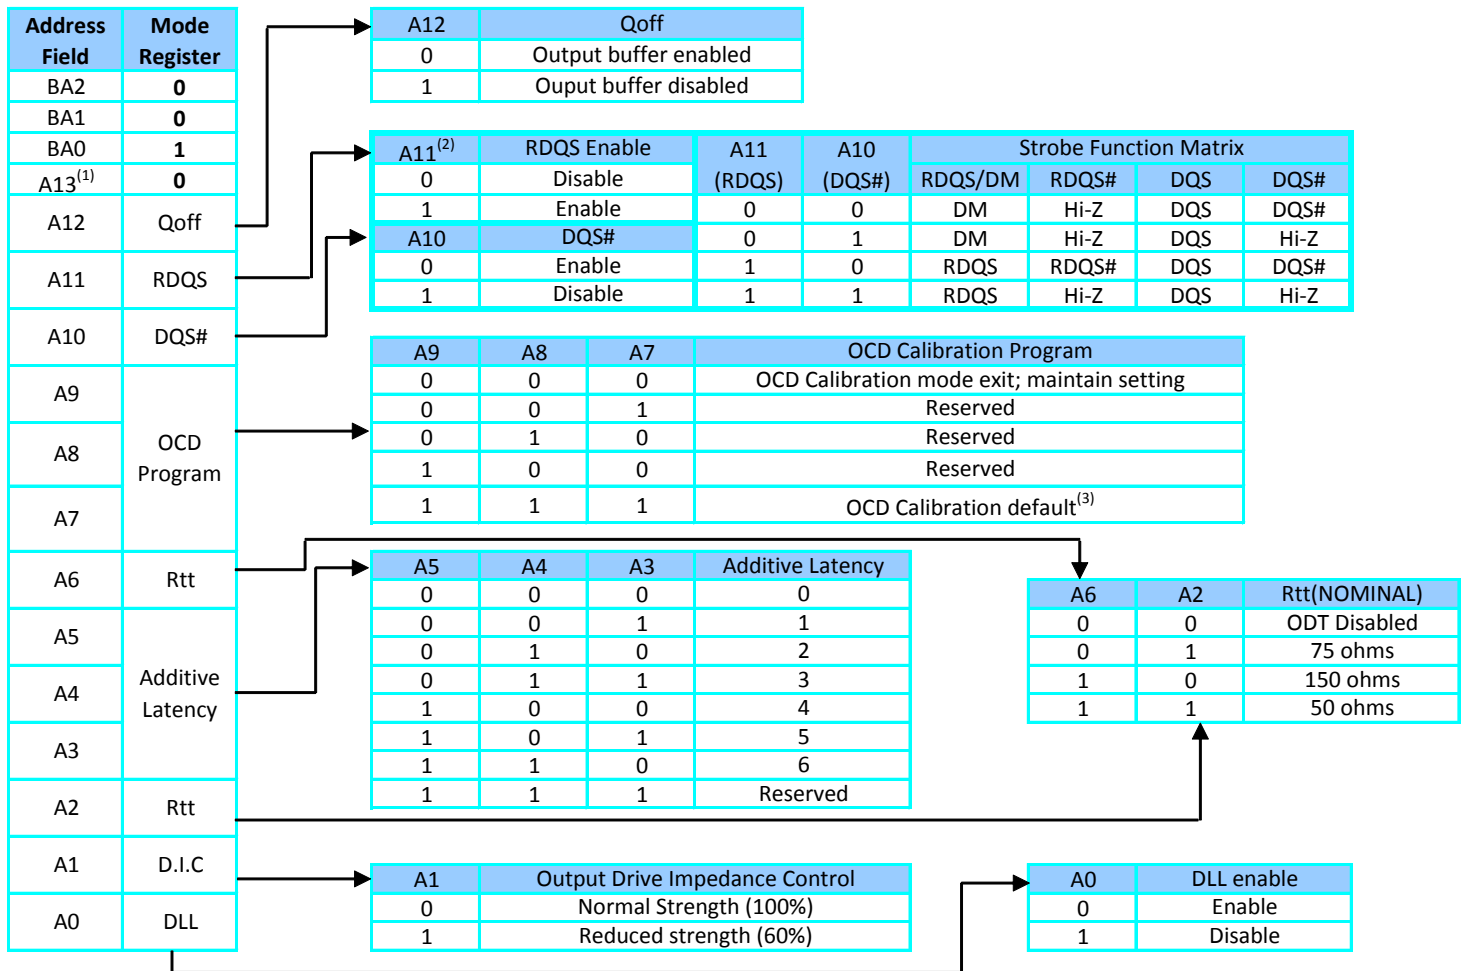 Address Field Mode Register
BA2 0
BA1 0
BA0 1
A13(1) 0
A12 Qoff
A11 RDQS
A10 DQS#
A9
A8
A7
OCD Program
A6 Rtt
A5
A4
A3
Additive Latency
A2 Rtt
A1 D.I.C
A0 DLL
A12 Qoff
0 Output buffer enabled
1 Ouput buffer disabled
A11(2) RDQS Enable
0 Disable
1 Enable
A10 DQS#
0 Enable
1 Disable
A11 (RDQS) A10 (DQS#) Strobe Function Matrix
RDQS/DM RDQS# DQS DQS#
0 0 DM Hi-Z DQS DQS#
0 1 DM Hi-Z DQS Hi-Z
1 0 RDQS RDQS# DQS DQS#
1 1 RDQS Hi-Z DQS Hi-Z
A9 A8 A7 OCD Calibration Program
0 0 0 OCD Calibration mode exit; maintain setting
0 0 1 Reserved
0 1 0 Reserved
1 0 0 Reserved
1 1 1 OCD Calibration default(3)
A5 A4 A3 Additive Latency
0 0 0 0
0 0 1 1
0 1 0 2
0 1 1 3
1 0 0 4
1 0 1 5
1 1 0 6
1 1 1 Reserved
A6 A2 Rtt(NOMINAL)
0 0 ODT Disabled
0 1 75 ohms
1 0 150 ohms
1 1 50 ohms
A1 Output Drive Impedance Control
0 Normal Strength (100%)
1 Reduced strength (60%)
A0 DLL enable
0 Enable
1 Disable